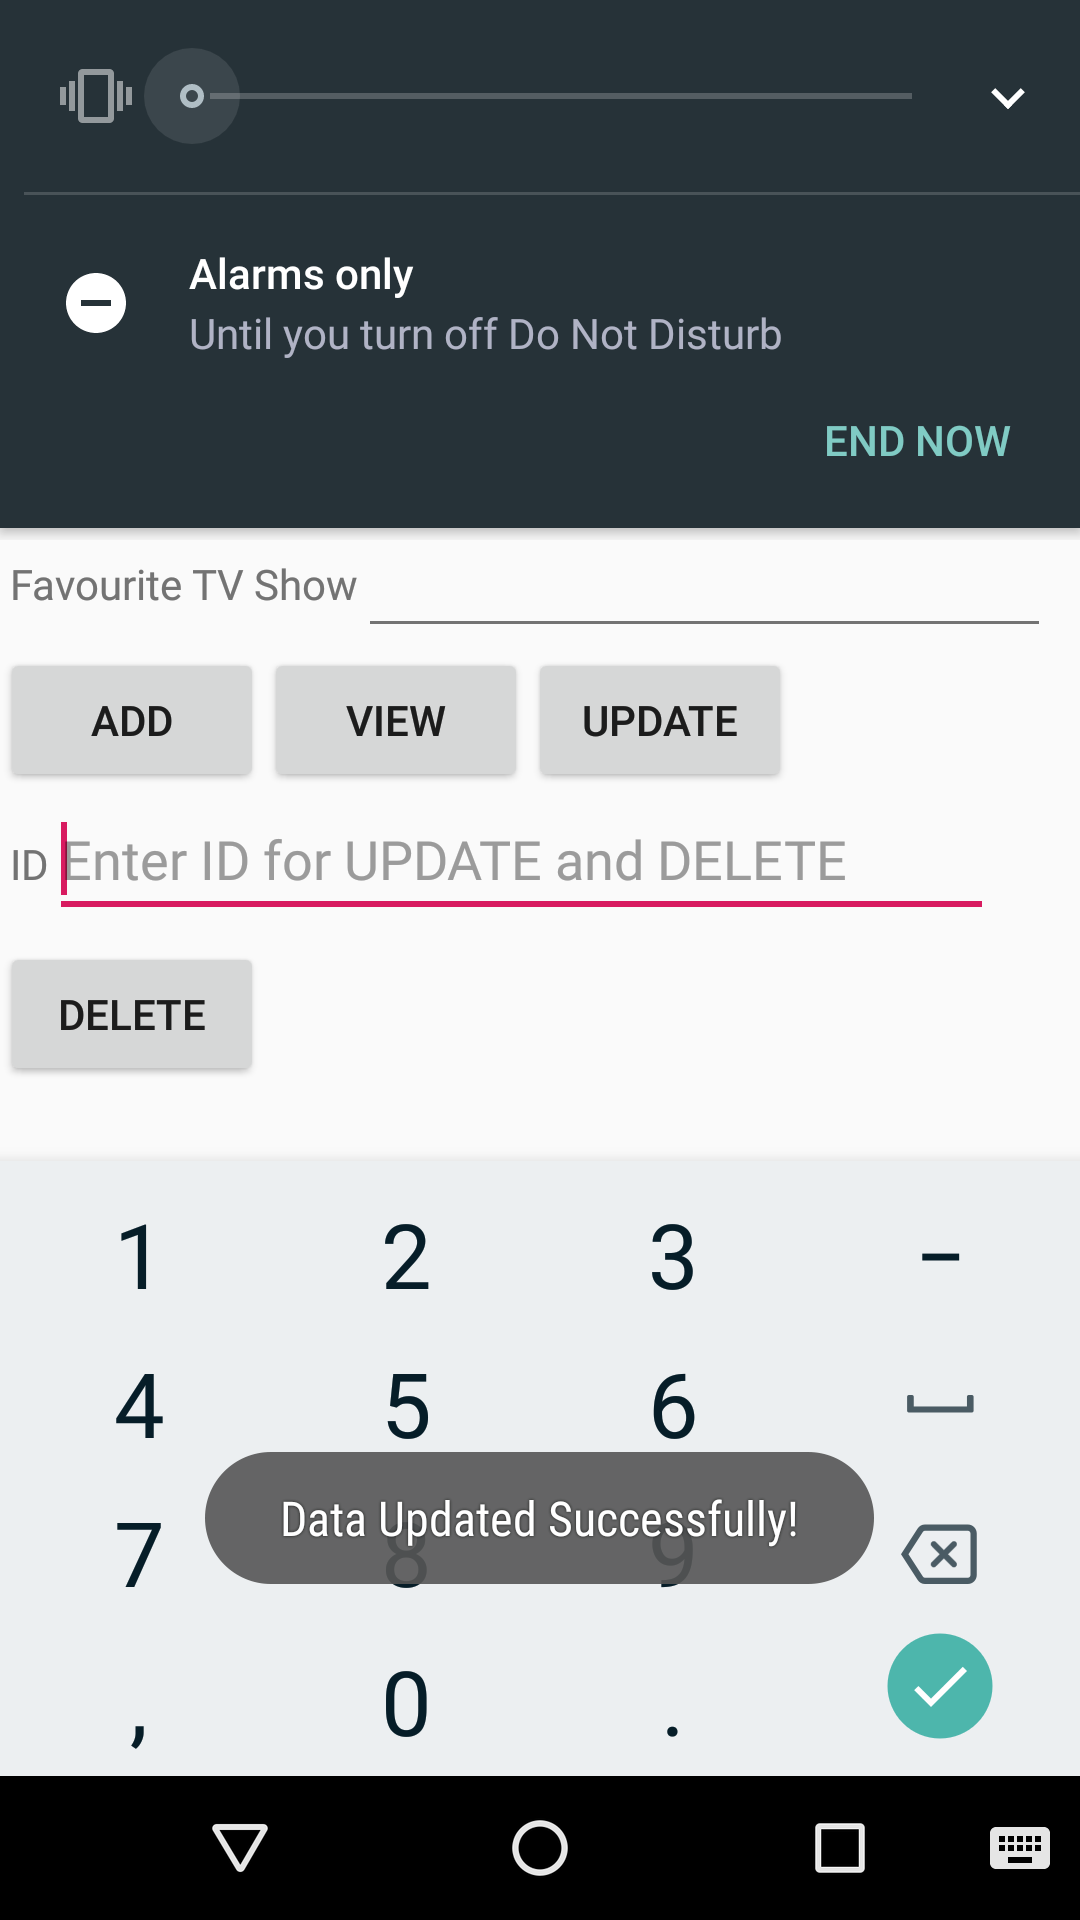 Alarms only
Until you turn off Do Not Disturb
END NOW
Favourite TV Show
ADD VIEW UPDATE
ID Enter ID for UPDATE and DELETE
DELETE
1 2 3 –
4 5 6
Data Updated Successfully!
7 8 9
, 0 .